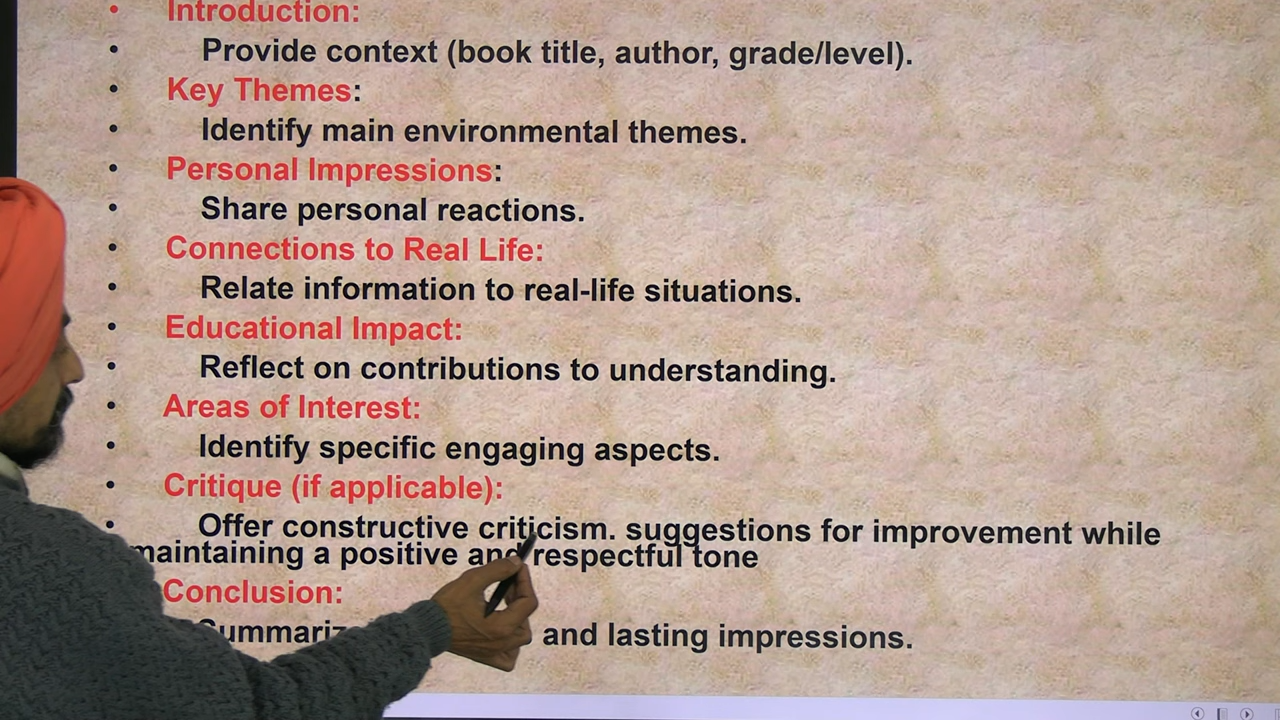 • Introduction:
• Provide context (book title, author, grade/level).
• Key Themes:
• Identify main environmental themes.
• Personal Impressions:
• Share personal reactions.
• Connections to Real Life:
• Relate information to real-life situations.
• Educational Impact:
• Reflect on contributions to understanding.
• Areas of Interest:
• Identify specific engaging aspects.
• Critique (if applicable):
• Offer constructive criticism. suggestions for improvement while
maintaining a positive and respectful tone
Conclusion:
and lasting impressions.